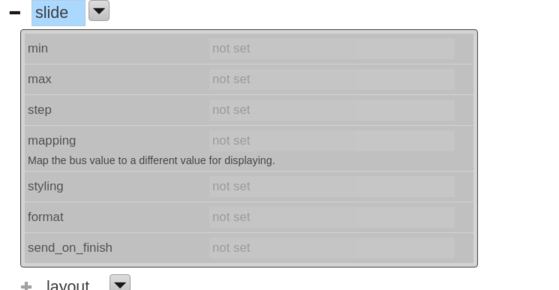 slide
min not set
max not set
step not set
mapping not set
Map the bus value to a different value for displaying.
styling not set
format not set
send_on_finish not set
layout